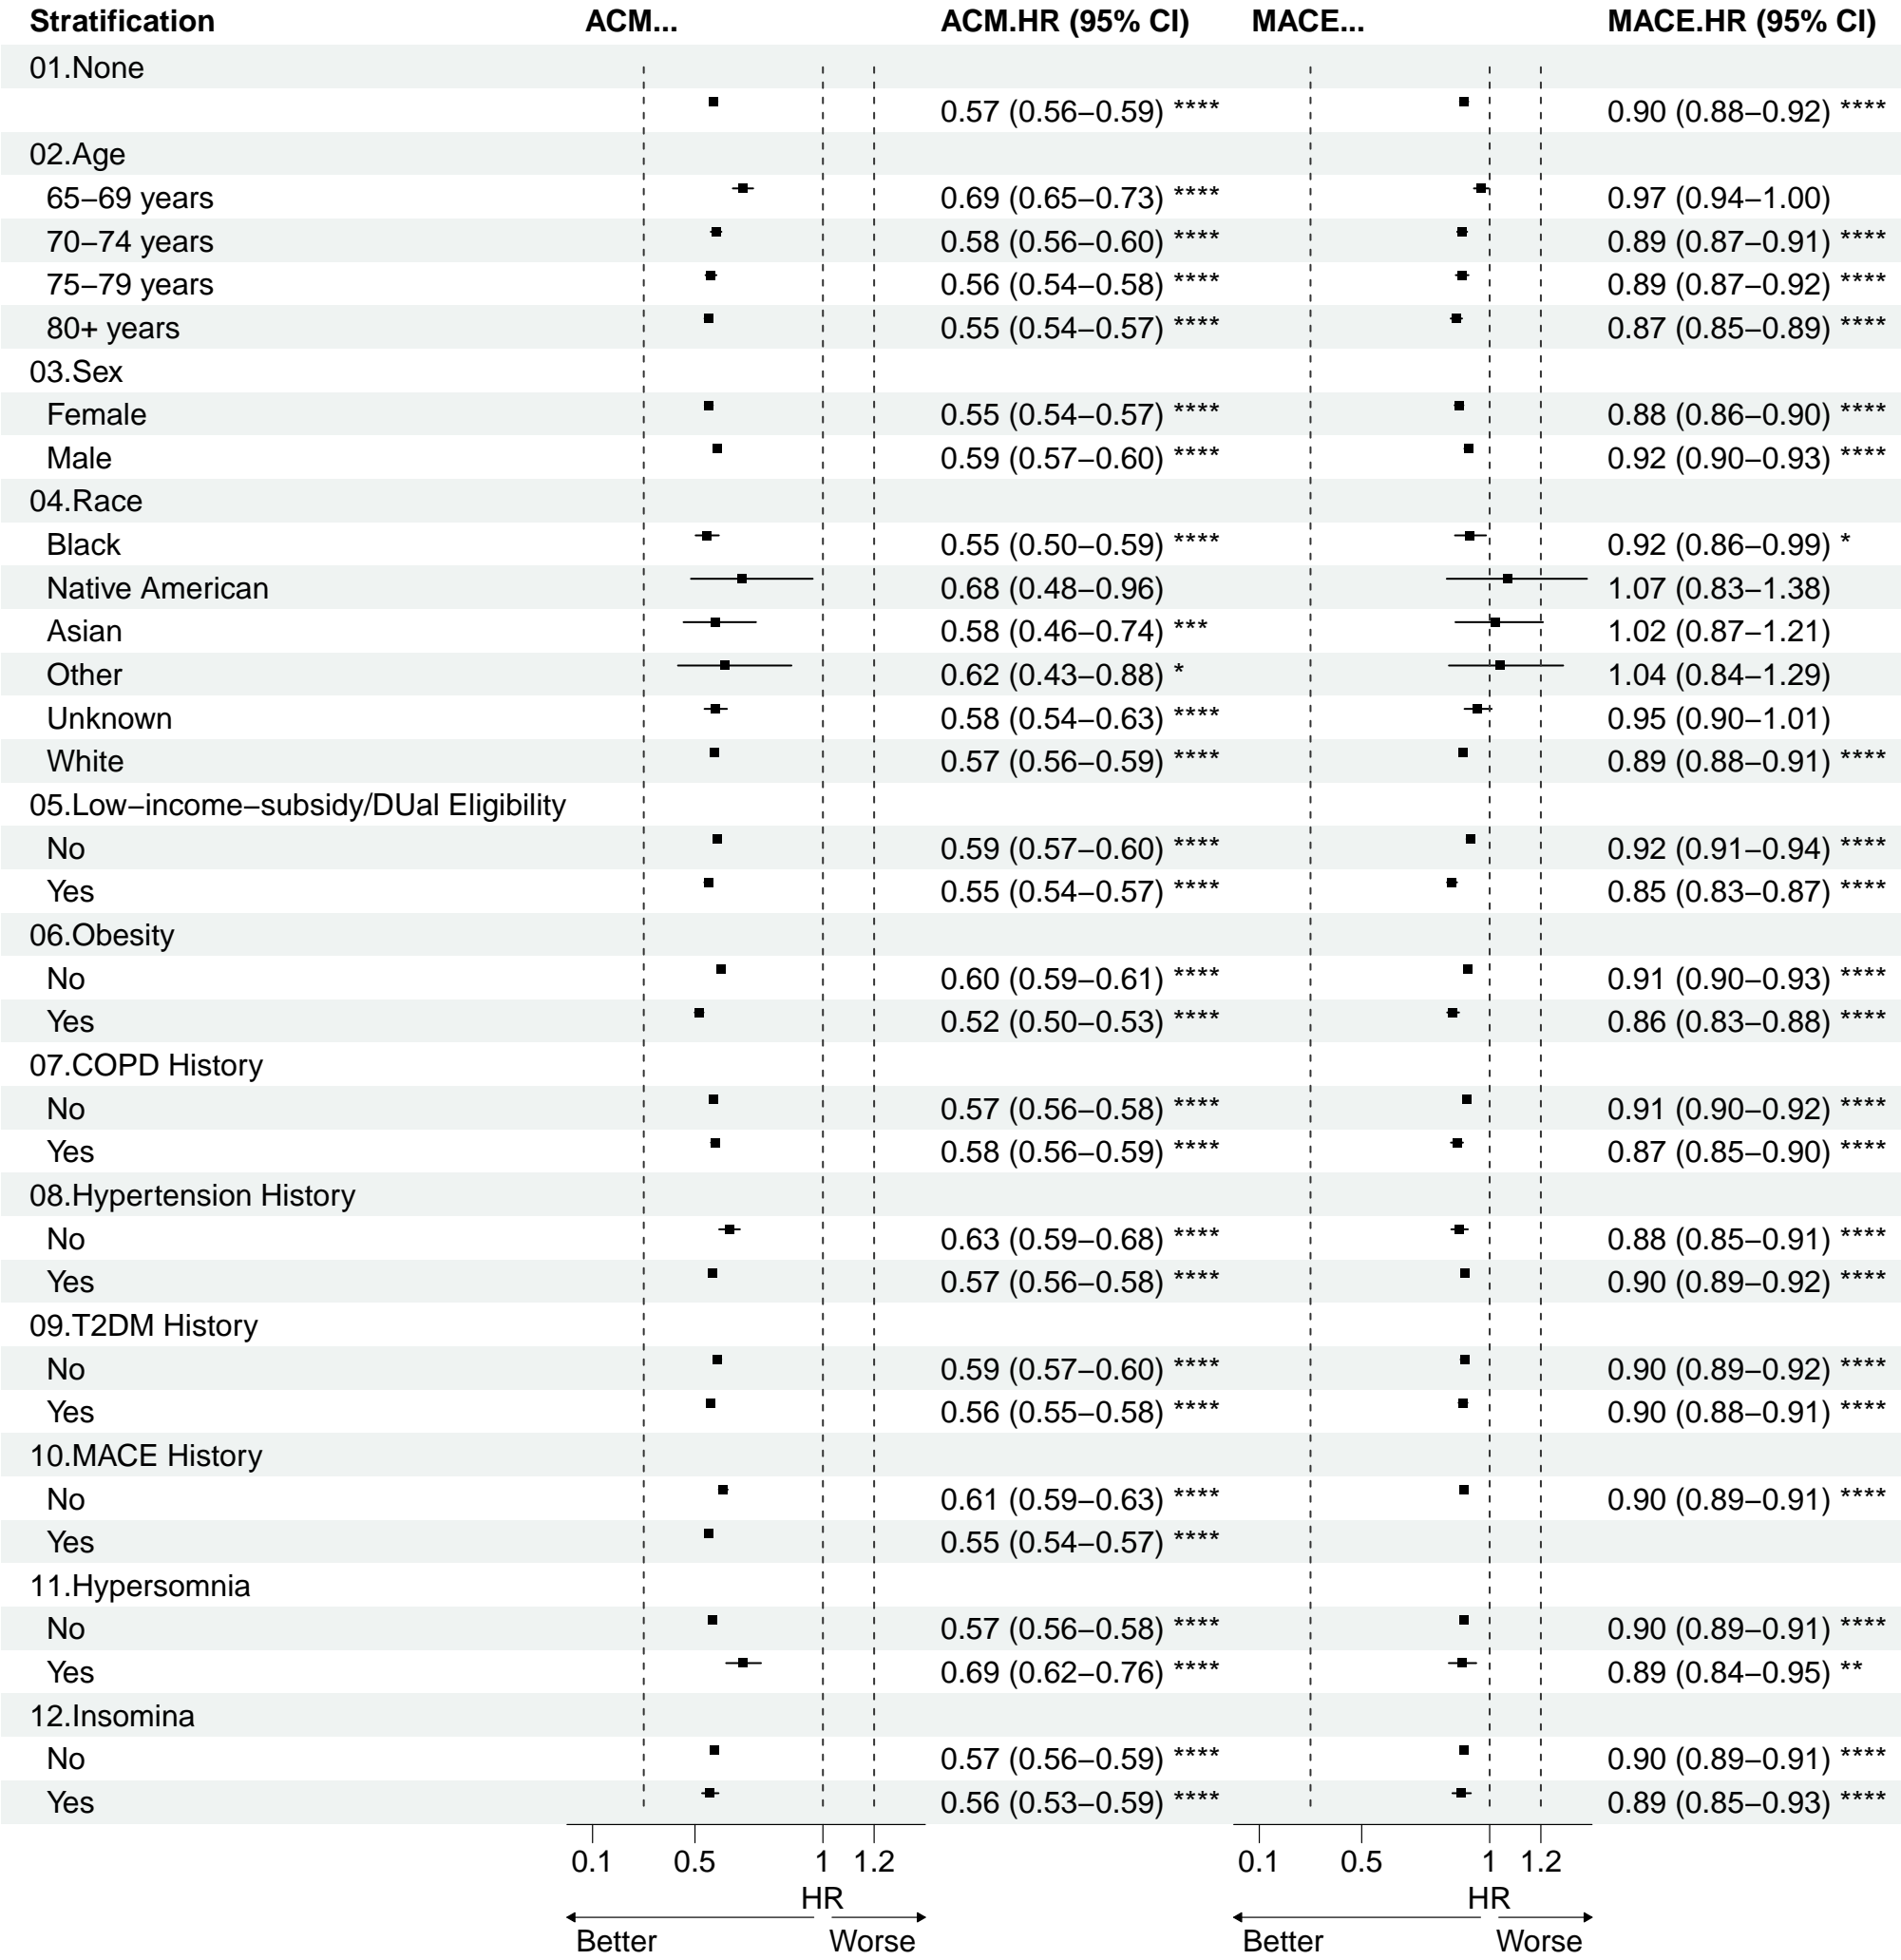 Stratification ACM... ACM.HR (95% CI) MACE... MACE.HR (95% CI)
01.None
0.57 (0.56−0.59) **** 0.90 (0.88−0.92) ****
02.Age
65−69 years 0.69 (0.65−0.73) **** 0.97 (0.94−1.00)
70−74 years 0.58 (0.56−0.60) **** 0.89 (0.87−0.91) ****
75−79 years 0.56 (0.54−0.58) **** 0.89 (0.87−0.92) ****
80+ years 0.55 (0.54−0.57) **** 0.87 (0.85−0.89) ****
03.Sex
Female 0.55 (0.54−0.57) **** 0.88 (0.86−0.90) ****
Male 0.59 (0.57−0.60) **** 0.92 (0.90−0.93) ****
04.Race
Black 0.55 (0.50−0.59) **** 0.92 (0.86−0.99) *
Native American 0.68 (0.48−0.96) 1.07 (0.83−1.38)
Asian 0.58 (0.46−0.74) *** 1.02 (0.87−1.21)
Other 0.62 (0.43−0.88) * 1.04 (0.84−1.29)
Unknown 0.58 (0.54−0.63) **** 0.95 (0.90−1.01)
White 0.57 (0.56−0.59) **** 0.89 (0.88−0.91) ****
05.Low−income−subsidy/DUal Eligibility
No 0.59 (0.57−0.60) **** 0.92 (0.91−0.94) ****
Yes 0.55 (0.54−0.57) **** 0.85 (0.83−0.87) ****
06.Obesity
No 0.60 (0.59−0.61) **** 0.91 (0.90−0.93) ****
Yes 0.52 (0.50−0.53) **** 0.86 (0.83−0.88) ****
07.COPD History
No 0.57 (0.56−0.58) **** 0.91 (0.90−0.92) ****
Yes 0.58 (0.56−0.59) **** 0.87 (0.85−0.90) ****
08.Hypertension History
No 0.63 (0.59−0.68) **** 0.88 (0.85−0.91) ****
Yes 0.57 (0.56−0.58) **** 0.90 (0.89−0.92) ****
09.T2DM History
No 0.59 (0.57−0.60) **** 0.90 (0.89−0.92) ****
Yes 0.56 (0.55−0.58) **** 0.90 (0.88−0.91) ****
10.MACE History
No 0.61 (0.59−0.63) **** 0.90 (0.89−0.91) ****
Yes 0.55 (0.54−0.57) ****
11.Hypersomnia
No 0.57 (0.56−0.58) **** 0.90 (0.89−0.91) ****
Yes 0.69 (0.62−0.76) **** 0.89 (0.84−0.95) **
12.Insomina
No 0.57 (0.56−0.59) **** 0.90 (0.89−0.91) ****
Yes 0.56 (0.53−0.59) **** 0.89 (0.85−0.93) ****
0.1 0.5 1 1.2 0.1 0.5 1 1.2
HR HR
Better Worse Better Worse